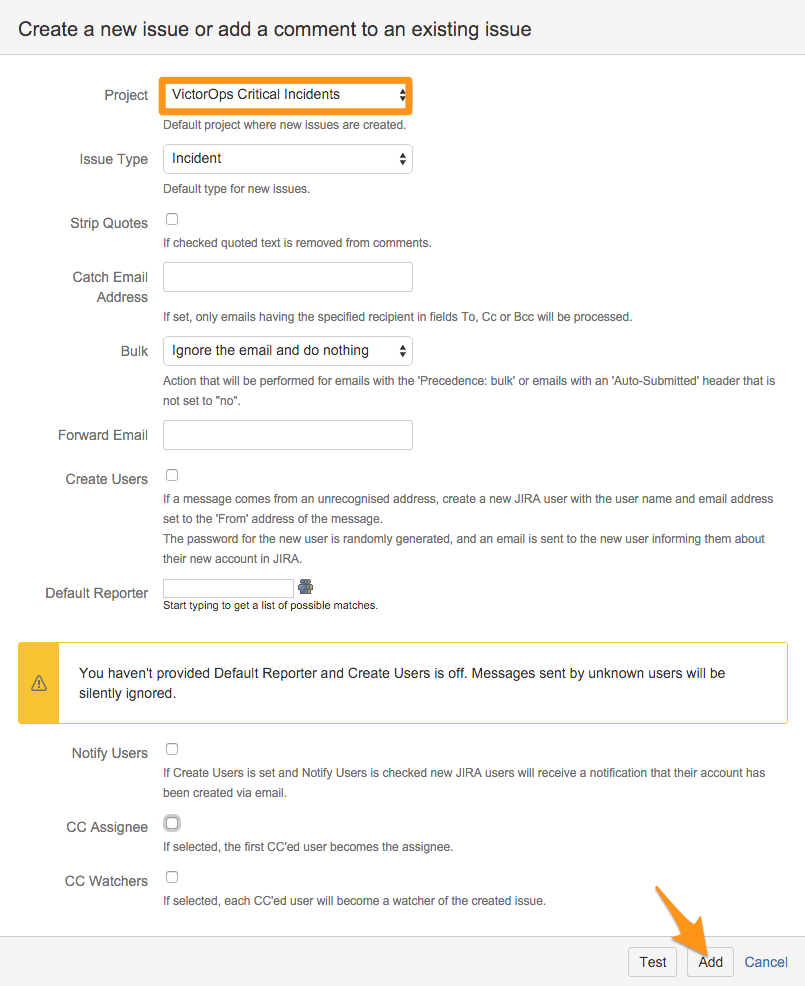 Create a new issue or add a comment to an existing issue
Project
VictorOps Critical Incidents
Default project where new issues are created.
Issue Type
Incident
Default type for new issues.
Strip Quotes
If checked quoted text is removed from comments.
Catch Email
Address
If set, only emails having the specified recipient in fields To, Cc or Bcc will be processed.
Bulk
Ignore the email and do nothing
Action that will be performed for emails with the 'Precedence: bulk' or emails with an 'Auto-Submitted' header that is
not set to "no".
Forward Email
Create Users
If a message comes from an unrecognised address, create a new JIRA user with the user name and email address
set to the 'From' address of the message.
The password for the new user is randomly generated, and an email is sent to the new user informing them about
their new account in JIRA.
Default Reporter
Start typing to get a list of possible matches.
You haven't provided Default Reporter and Create Users is off. Messages sent by unknown users will be
silently ignored.
Notify Users
If Create Users is set and Notify Users is checked new JIRA users will receive a notification that their account has
been created via email.
CC Assignee
If selected, the first CC'ed user becomes the assignee.
CC Watchers
If selected, each CC'ed user will become a watcher of the created issue.
Test Add Cancel